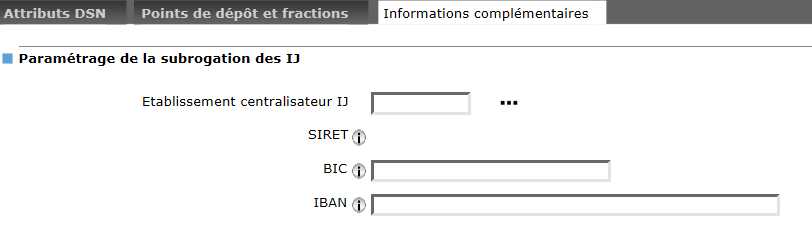 Attributs DSN Points de dépôt et fractions Informations complémentaires
Paramétrage de la subrogation des IJ
Etablissement centralisateur IJ ...
SIRET
BIC
IBAN